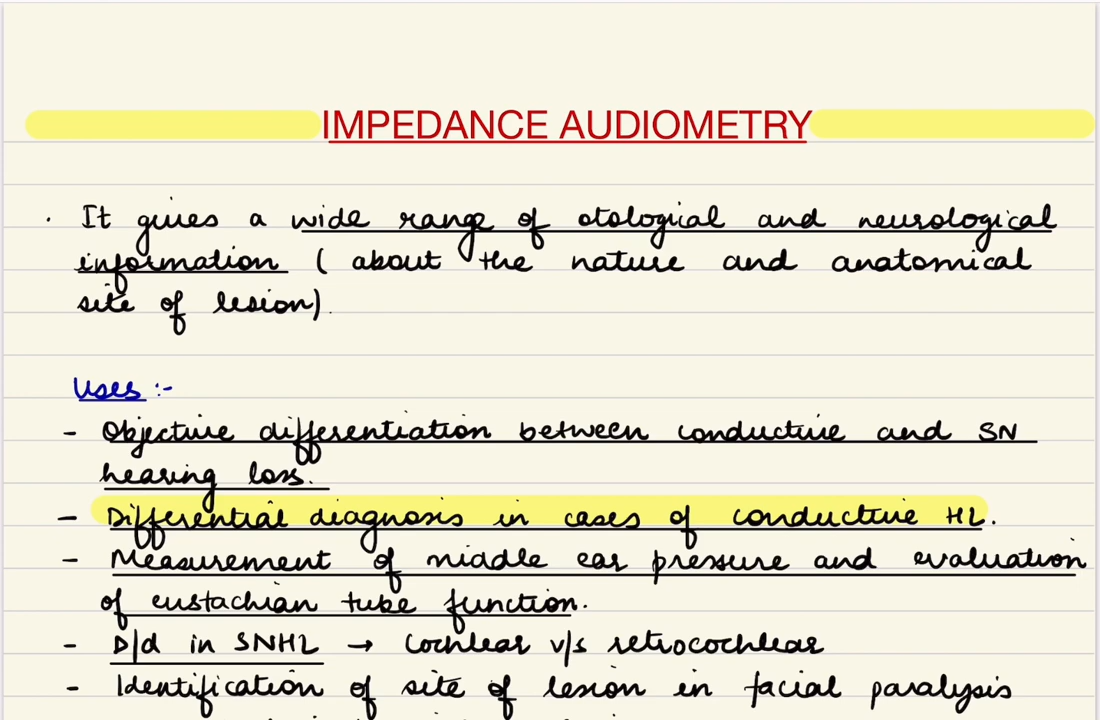 IMPEDANCE AUDIOMETRY
· It gives a wide range of otological and neurological
information ( about the nature and anatomical
site of lesion).
Uses :-
- Objective differentiation between conductive and SN
hearing loss.
- Differential diagnosis in cases of conductive HL.
- Measurement of middle ear pressure and evaluation
of eustachian tube function.
- D/d in SNHL → cochlear v/s retrocochlear
- Identification of site of lesion in facial paralysis